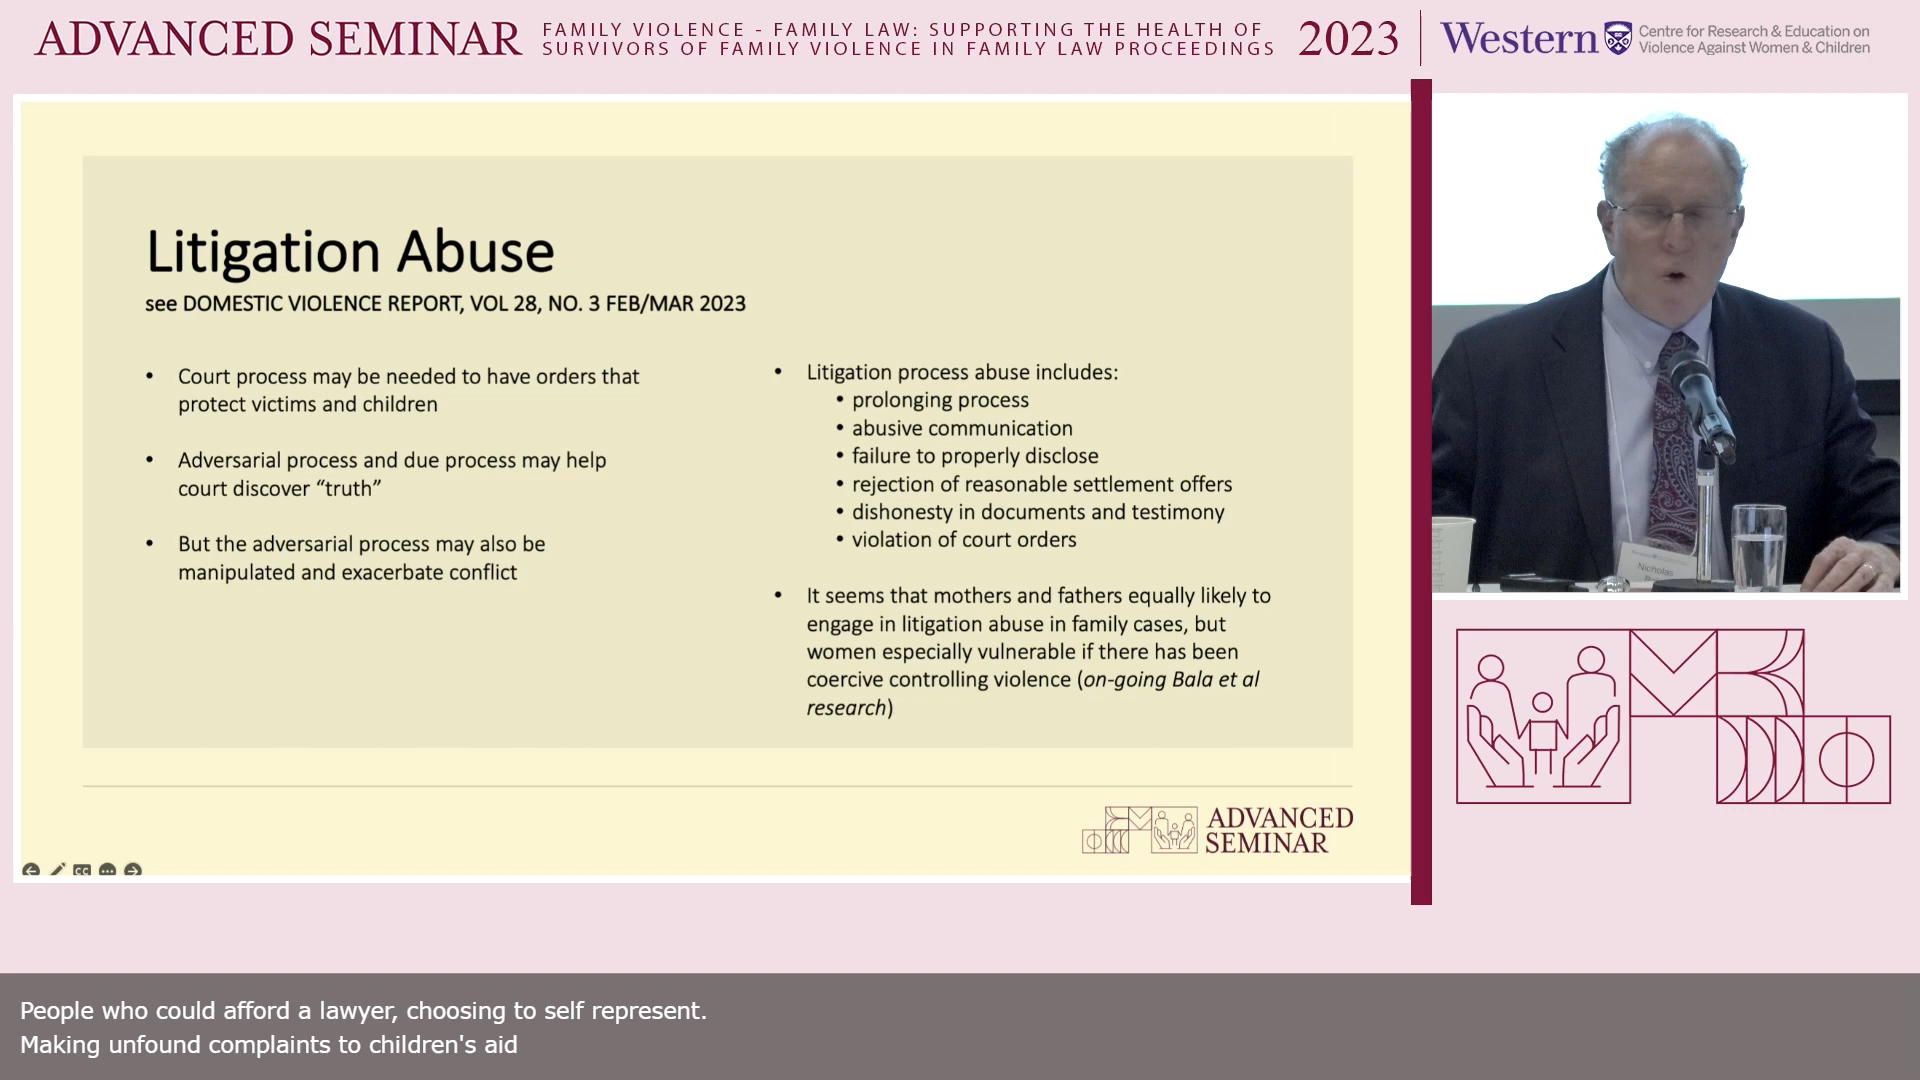 ADVANCED SEMINAR
FAMILY VIOLENCE - FAMILY LAW: SUPPORTING THE HEALTH OF
SURVIVORS OF FAMILY VIOLENCE IN FAMILY LAW PROCEEDINGS
2023
Western
Centre for Research & Education on
Violence Against Women & Children
Litigation Abuse
see DOMESTIC VIOLENCE REPORT, VOL 28, NO. 3 FEB/MAR 2023
• Court process may be needed to have orders that
protect victims and children
• Adversarial process and due process may help
court discover “truth”
• But the adversarial process may also be
manipulated and exacerbate conflict
• Litigation process abuse includes:
• prolonging process
• abusive communication
• failure to properly disclose
• rejection of reasonable settlement offers
• dishonesty in documents and testimony
• violation of court orders
• It seems that mothers and fathers equally likely to
engage in litigation abuse in family cases, but
women especially vulnerable if there has been
coercive controlling violence (on-going Bala et al
research)
ADVANCED
SEMINAR
CC
Nicholas
People who could afford a lawyer, choosing to self represent.
Making unfound complaints to children's aid